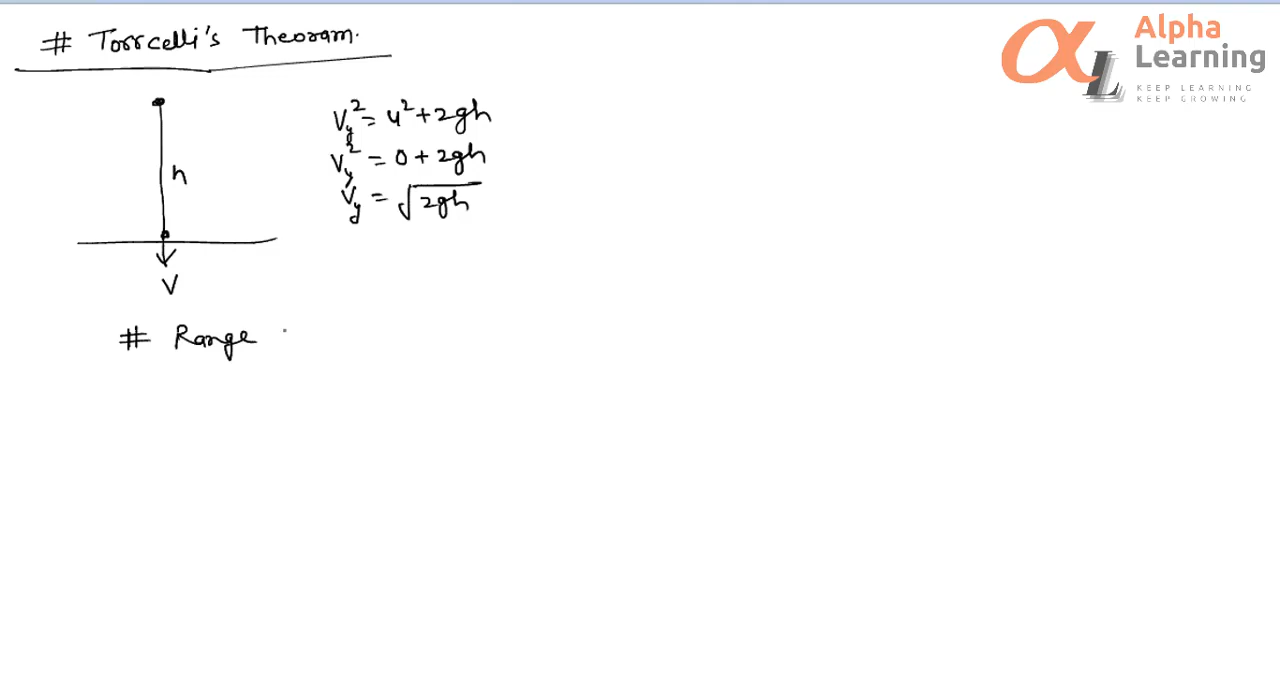 # Torrcelli's Theoram.
Alpha
Learning
KEEP LEARNING
KEEP GROWING
h
V
Vy² = u² + 2gh
Vy² = 0 + 2gh
Vy = √2gh
# Range